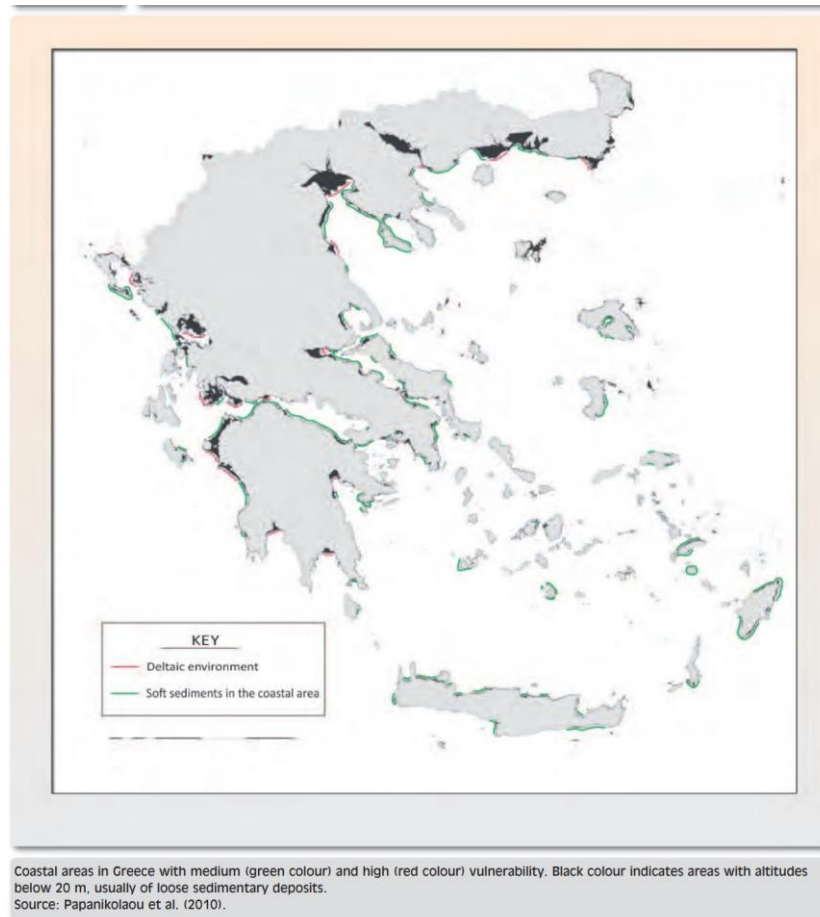 KEY
Deltaic environment
Soft sediments in the coastal area
Coastal areas in Greece with medium (green colour) and high (red colour) vulnerability. Black colour indicates areas with altitudes
below 20 m, usually of loose sedimentary deposits.
Source: Papanikolaou et al. (2010).